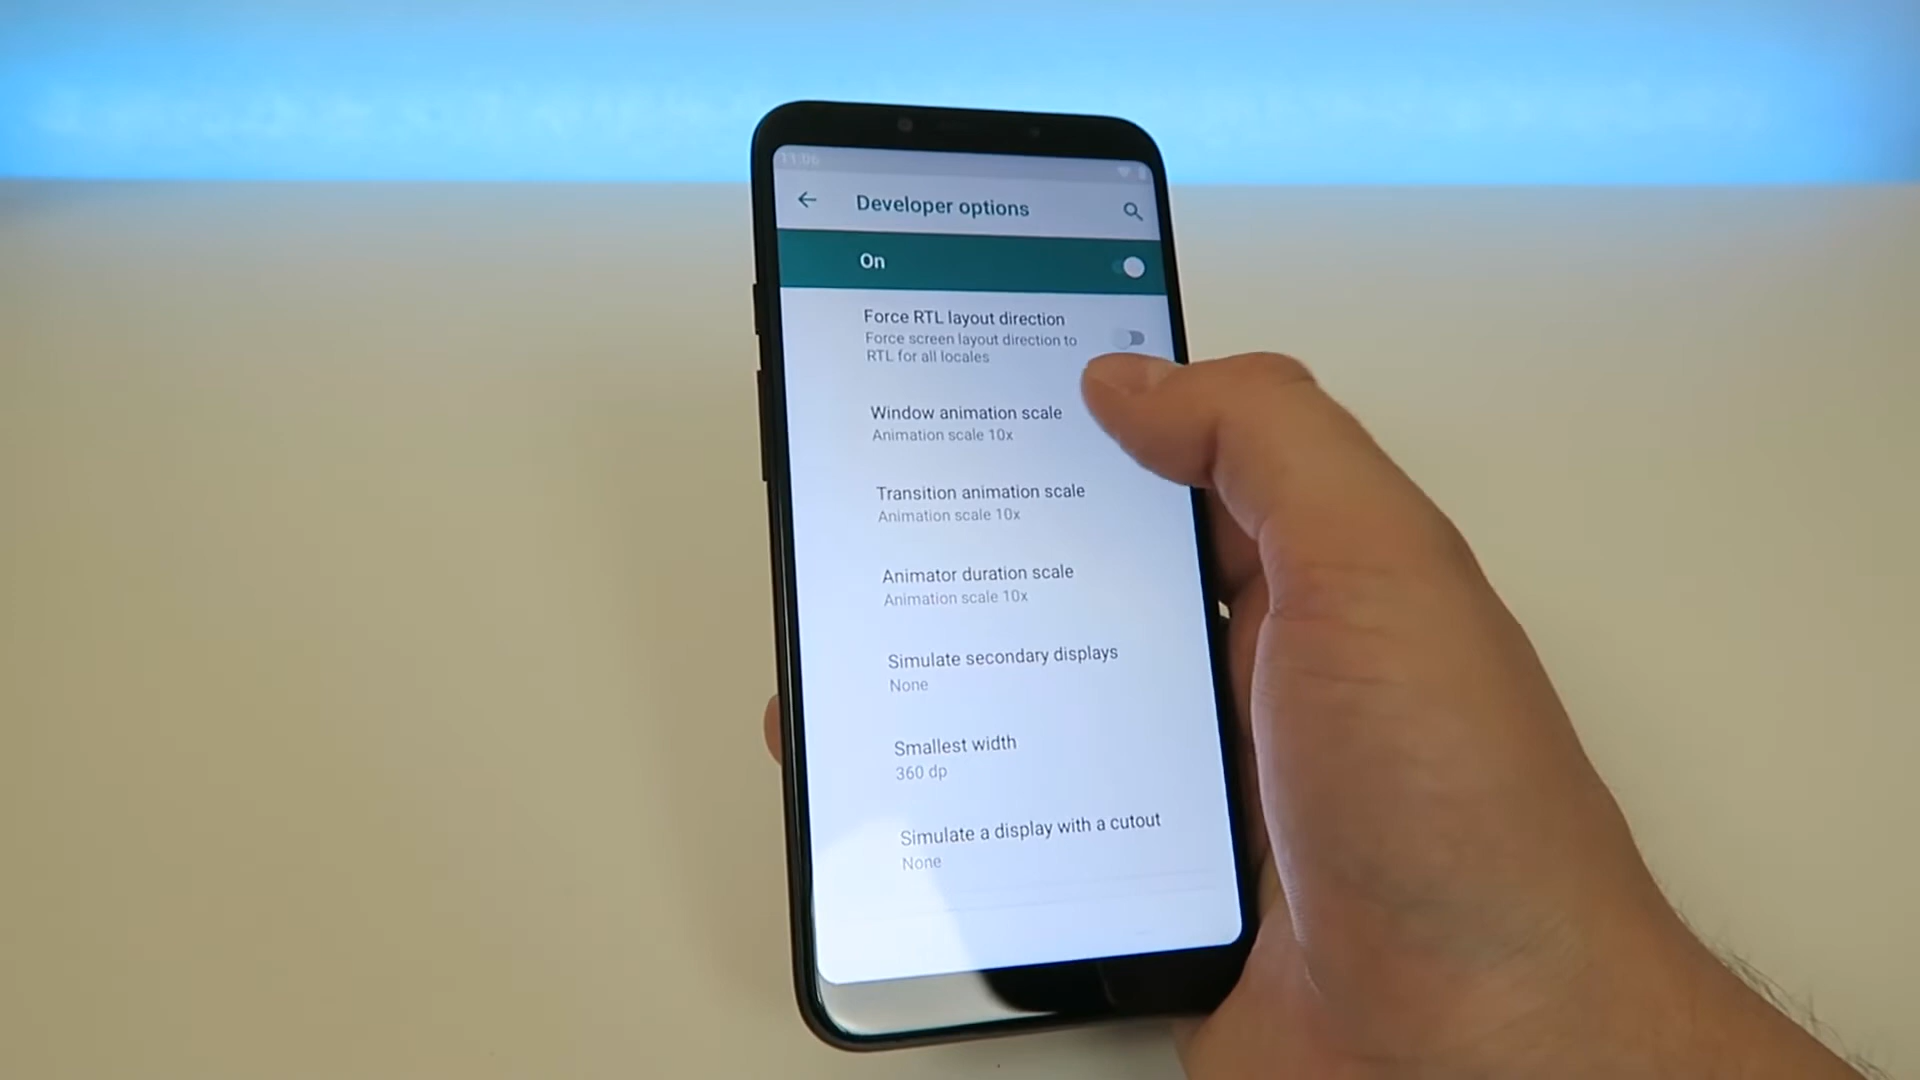 11:06
Developer options
On
Force RTL layout direction
Force screen layout direction to
RTL for all locales
Window animation scale
Animation scale 10x
Transition animation scale
Animation scale 10x
Animator duration scale
Animation scale 10x
Simulate secondary displays
None
Smallest width
360 dp
Simulate a display with a cutout
None